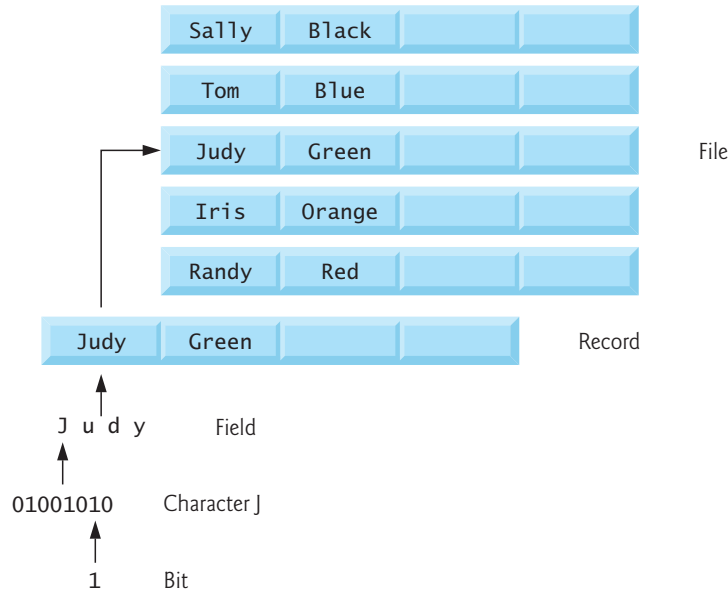 Sally Black
Tom Blue
Judy Green File
Iris Orange
Randy Red
Judy Green Record
J u d y Field
01001010 Character J
1 Bit